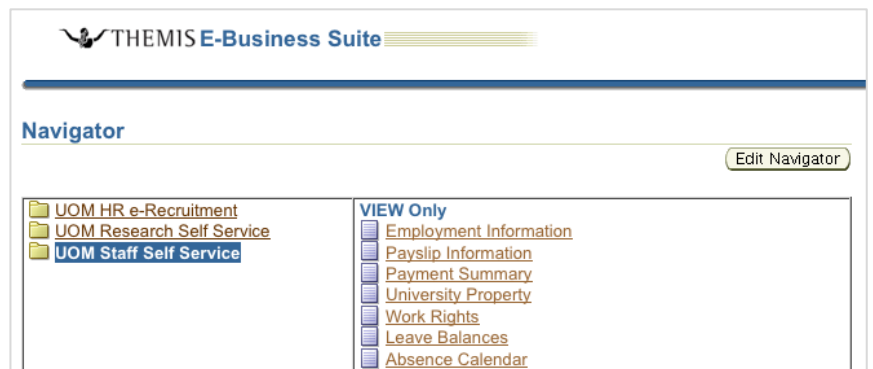 THEMIS E-Business Suite
Navigator
Edit Navigator
UOM HR e-Recruitment
UOM Research Self Service
UOM Staff Self Service
VIEW Only
Employment Information
Payslip Information
Payment Summary
University Property
Work Rights
Leave Balances
Absence Calendar